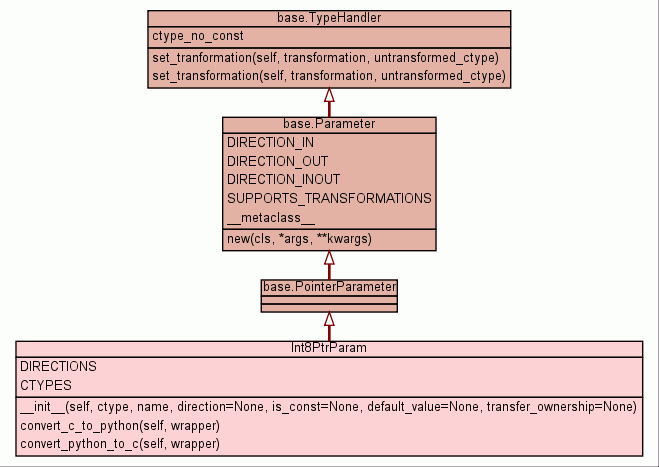 base.TypeHandler
ctype_no_const
set_tranformation(self, transformation, untransformed_ctype)
set_transformation(self, transformation, untransformed_ctype)
base.Parameter
DIRECTION_IN
DIRECTION_OUT
DIRECTION_INOUT
SUPPORTS_TRANSFORMATIONS
__metaclass__
new(cls, *args, **kwargs)
base.PointerParameter
Int8PtrParam
DIRECTIONS
CTYPES
__init__(self, ctype, name, direction=None, is_const=None, default_value=None, transfer_ownership=None)
convert_c_to_python(self, wrapper)
convert_python_to_c(self, wrapper)